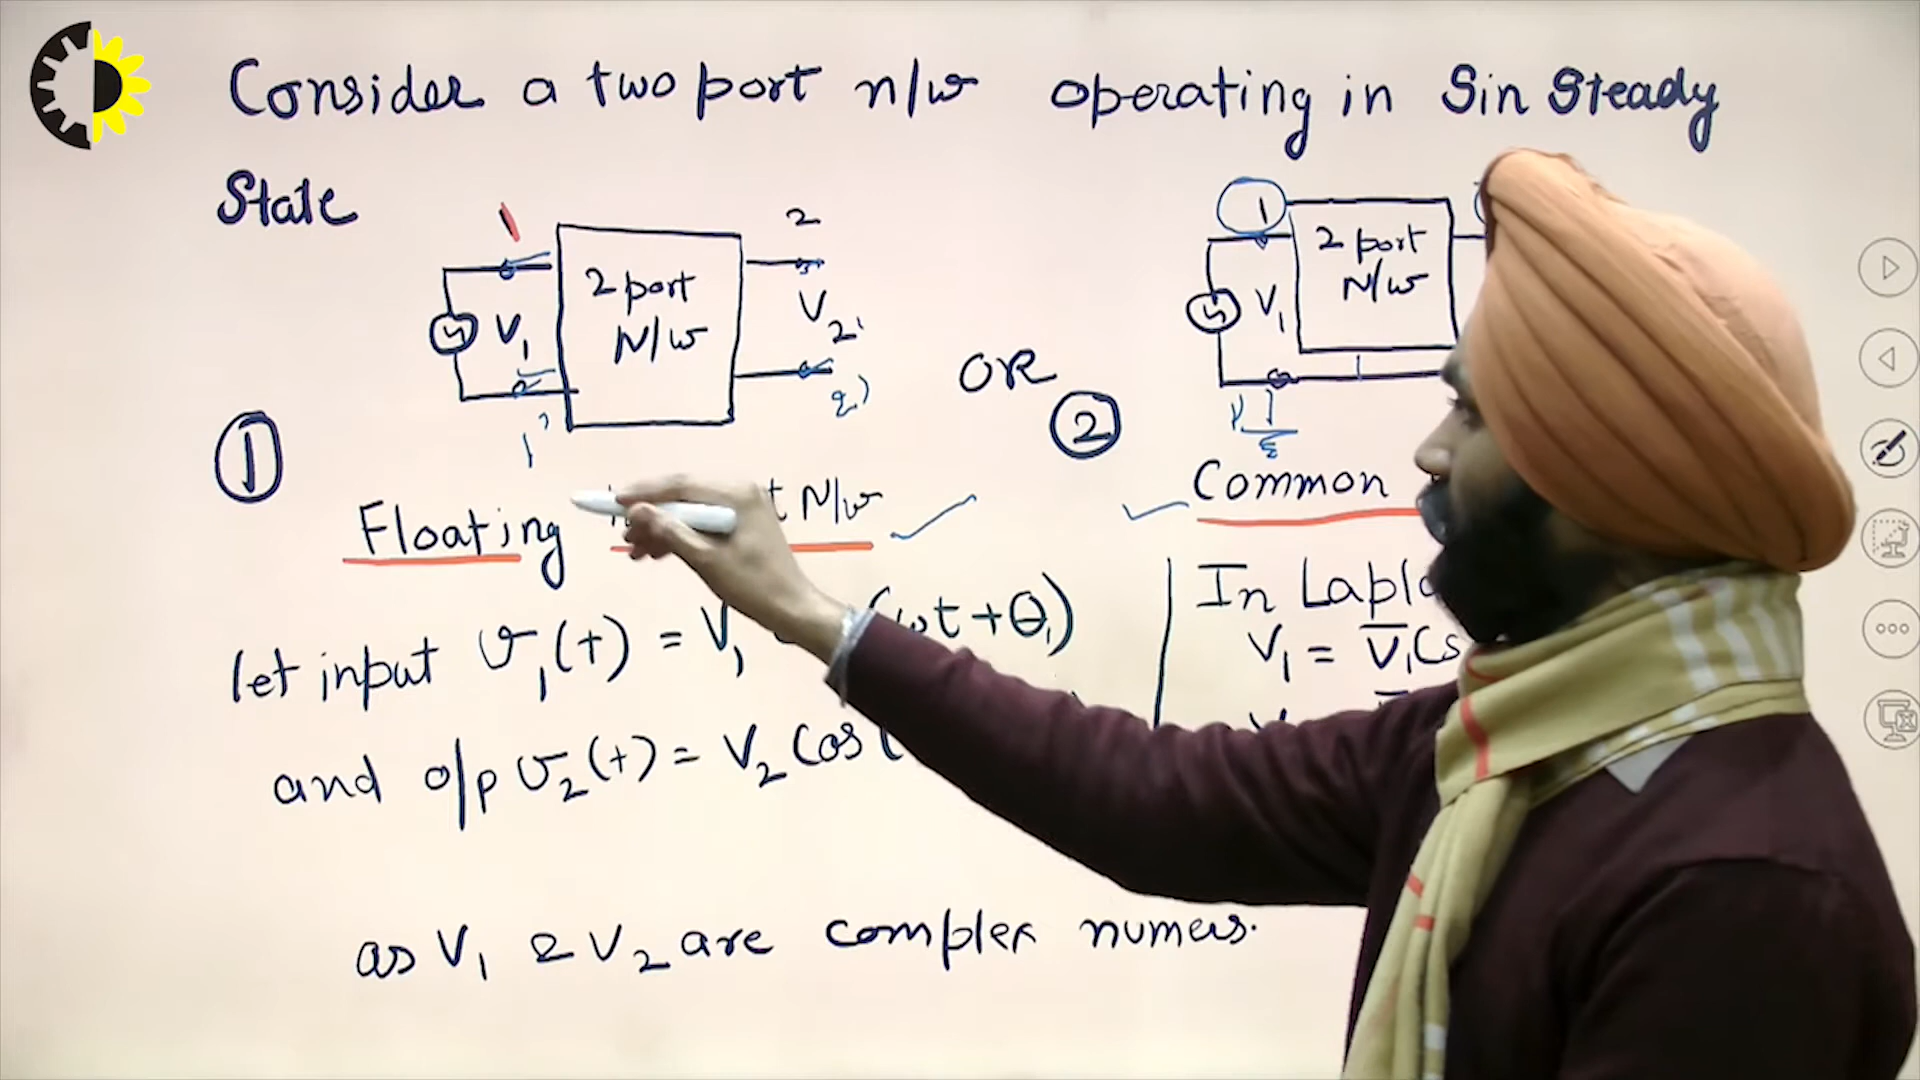 Consider a two port n/w operating in Sin Steady
State
1
2
2 port
N/w
V1
V2
1'
2'
1
2 port
N/w
V1
1'
OR
①
②
Floating N/w
Common
let input v1(t) = V1 (ωt + θ1)
and o/p v2(t) = V2 Cos(
In
V1 = V1
as V1 & V2 are complex numers.